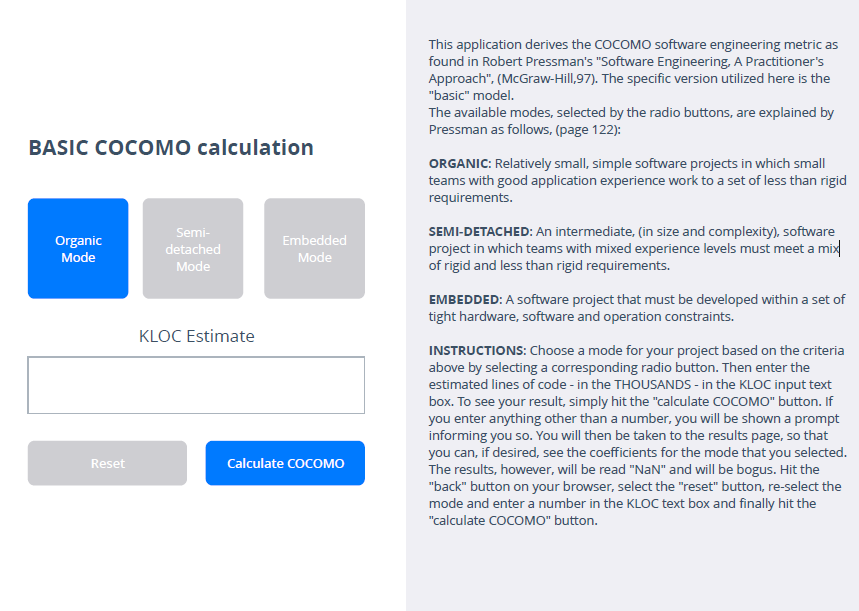 BASIC COCOMO calculation
Organic
Mode
Semi-
detached
Mode
Embedded
Mode
KLOC Estimate
Reset
Calculate COCOMO
This application derives the COCOMO software engineering metric as
found in Robert Pressman's "Software Engineering, A Practitioner's
Approach", (McGraw-Hill,97). The specific version utilized here is the
"basic" model.
The available modes, selected by the radio buttons, are explained by
Pressman as follows, (page 122):
ORGANIC: Relatively small, simple software projects in which small
teams with good application experience work to a set of less than rigid
requirements.
SEMI-DETACHED: An intermediate, (in size and complexity), software
project in which teams with mixed experience levels must meet a mix
of rigid and less than rigid requirements.
EMBEDDED: A software project that must be developed within a set of
tight hardware, software and operation constraints.
INSTRUCTIONS: Choose a mode for your project based on the criteria
above by selecting a corresponding radio button. Then enter the
estimated lines of code - in the THOUSANDS - in the KLOC input text
box. To see your result, simply hit the "calculate COCOMO" button. If
you enter anything other than a number, you will be shown a prompt
informing you so. You will then be taken to the results page, so that
you can, if desired, see the coefficients for the mode that you selected.
The results, however, will be read "NaN" and will be bogus. Hit the
"back" button on your browser, select the "reset" button, re-select the
mode and enter a number in the KLOC text box and finally hit the
"calculate COCOMO" button.